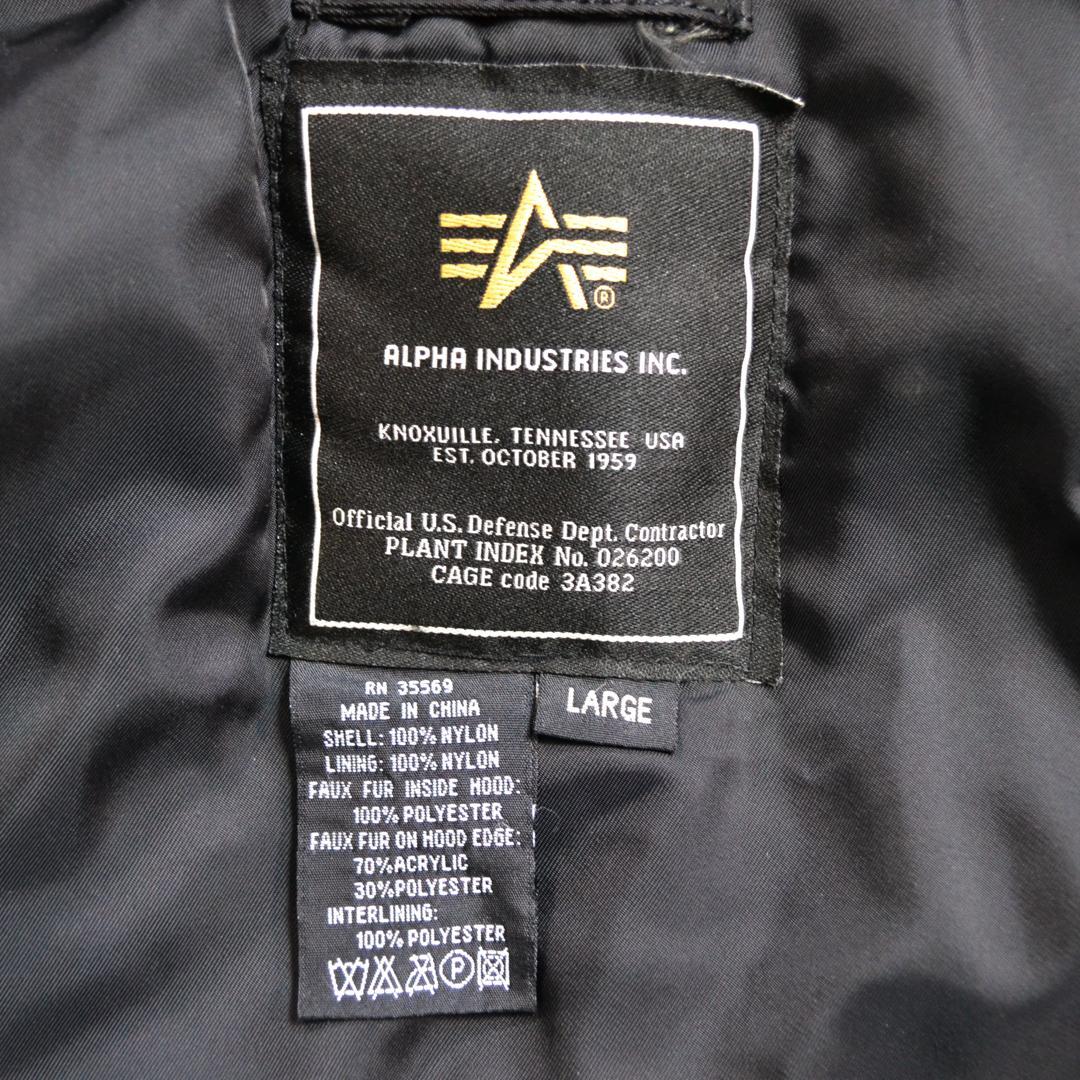 ®
ALPHA INDUSTRIES INC.
KNOXVILLE, TENNESSEE USA
EST. OCTOBER 1959
Official U.S. Defense Dept. Contractor
PLANT INDEX No. 026200
CAGE code 3A382
LARGE
RN 35569
MADE IN CHINA
SHELL: 100% NYLON
LINING: 100% NYLON
FAUX FUR INSIDE HOOD:
100% POLYESTER
FAUX FUR ON HOOD EDGE:
70%ACRYLIC
30%POLYESTER
INTERLINING:
100% POLYESTER
P